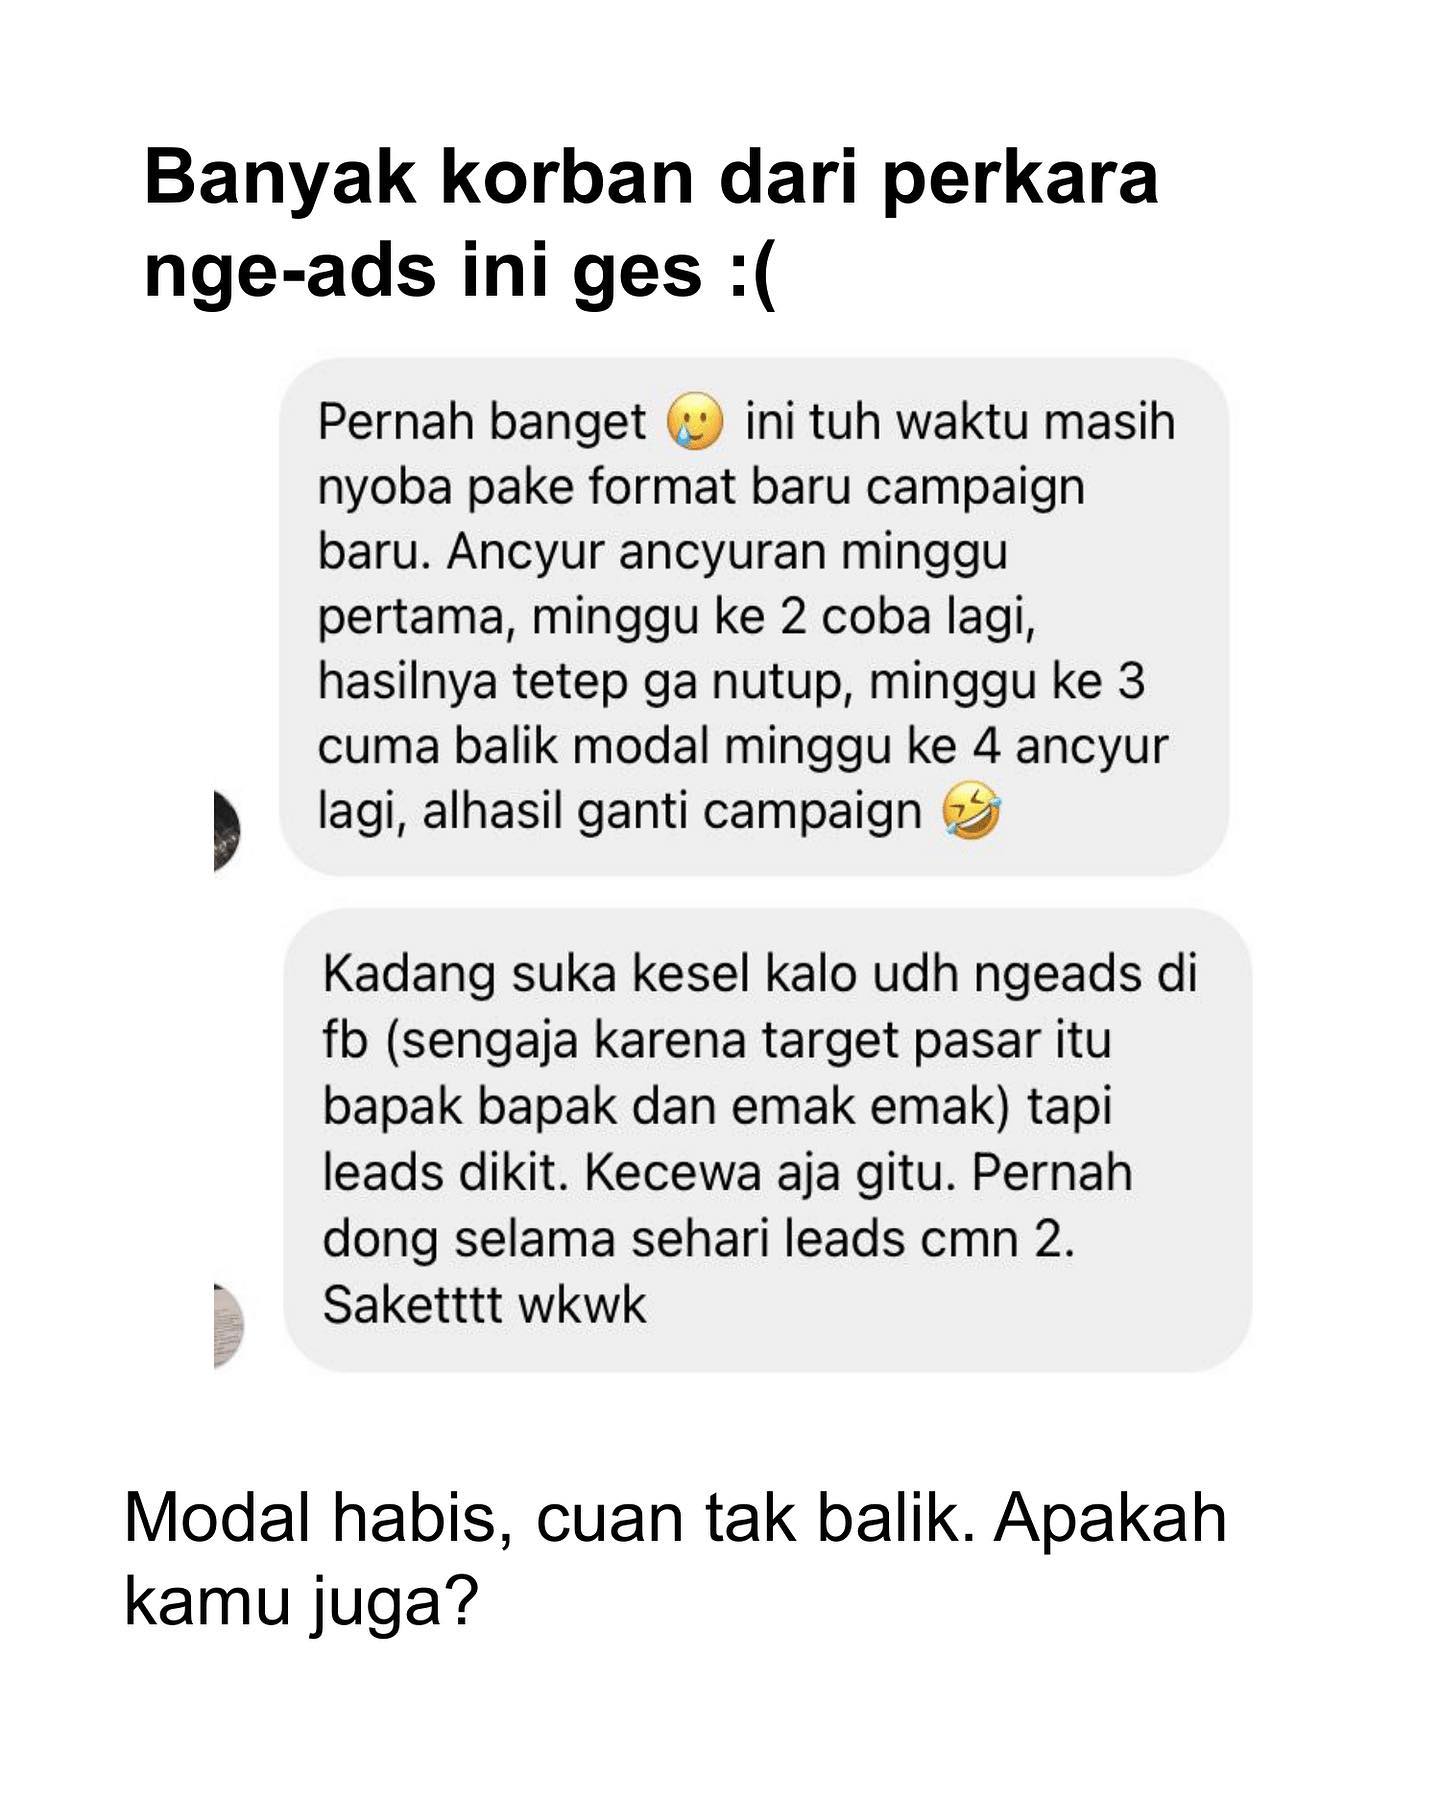 Banyak korban dari perkara
nge-ads ini ges :(
Pernah banget 🥲 ini tuh waktu masih
nyoba pake format baru campaign
baru. Ancyur ancyuran minggu
pertama, minggu ke 2 coba lagi,
hasilnya tetep ga nutup, minggu ke 3
cuma balik modal minggu ke 4 ancyur
lagi, alhasil ganti campaign 🤣
Kadang suka kesel kalo udh ngeads di
fb (sengaja karena target pasar itu
bapak bapak dan emak emak) tapi
leads dikit. Kecewa aja gitu. Pernah
dong selama sehari leads cmn 2.
Saketttt wkwk
Modal habis, cuan tak balik. Apakah
kamu juga?